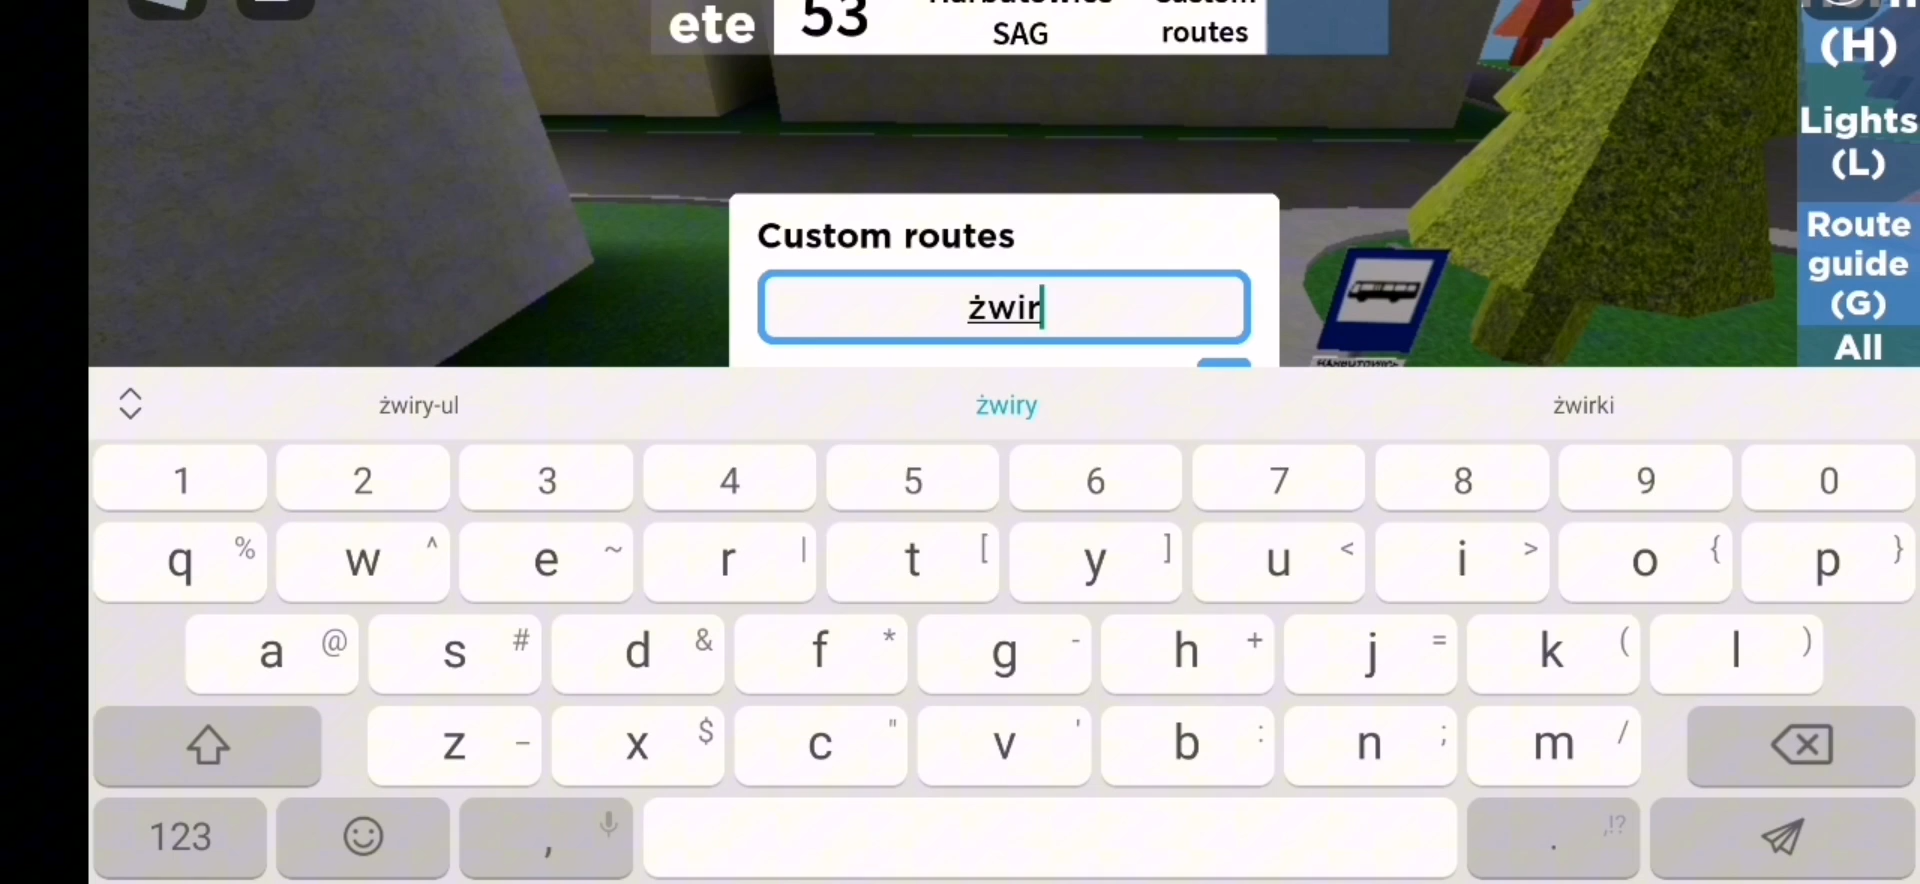 ete
53
SAG
Custom
routes
(H)
Lights
(L)
Route
guide
(G)
All
Custom routes
żwir
żwiry-ul
żwiry
żwirki
1 2 3 4 5 6 7 8 9 0
q % w ^ e ~ r | t [ y ] u < i > o { p }
a @ s # d & f * g - h + j = k ( l )
z _ x $ c " v ' b : n ; m /
123 , . ,!?